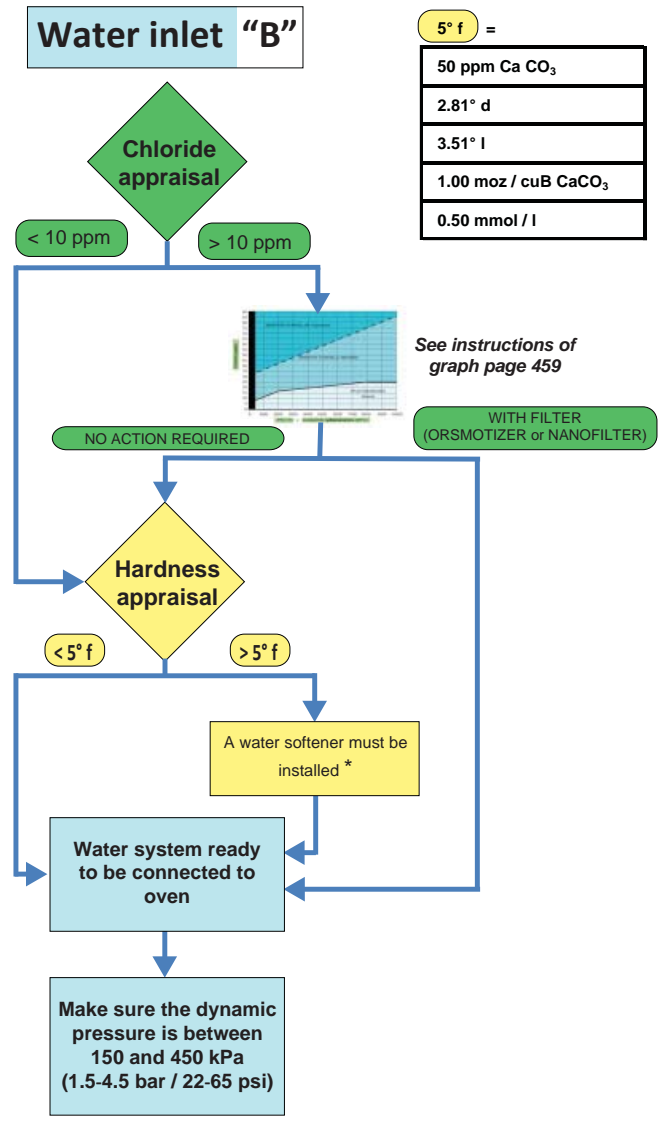 Water inlet “B”
5° f =
50 ppm Ca CO₃
2.81° d
3.51° l
1.00 moz / cuB CaCO₃
0.50 mmol / l
Chloride
appraisal
< 10 ppm
> 10 ppm
See instructions of
graph page 459
NO ACTION REQUIRED
WITH FILTER
(ORSMOTIZER or NANOFILTER)
Hardness
appraisal
< 5° f
> 5° f
A water softener must be
installed *
Water system ready
to be connected to
oven
Make sure the dynamic
pressure is between
150 and 450 kPa
(1.5-4.5 bar / 22-65 psi)